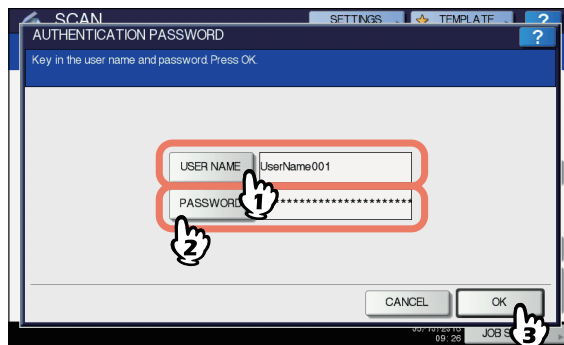 SCAN
SETTINGS
TEMPLATE
?
AUTHENTICATION PASSWORD
?
Key in the user name and password. Press OK.
USER NAME
UserName001
1
PASSWORD
***********************
2
CANCEL
OK
09:26
JOB S
3